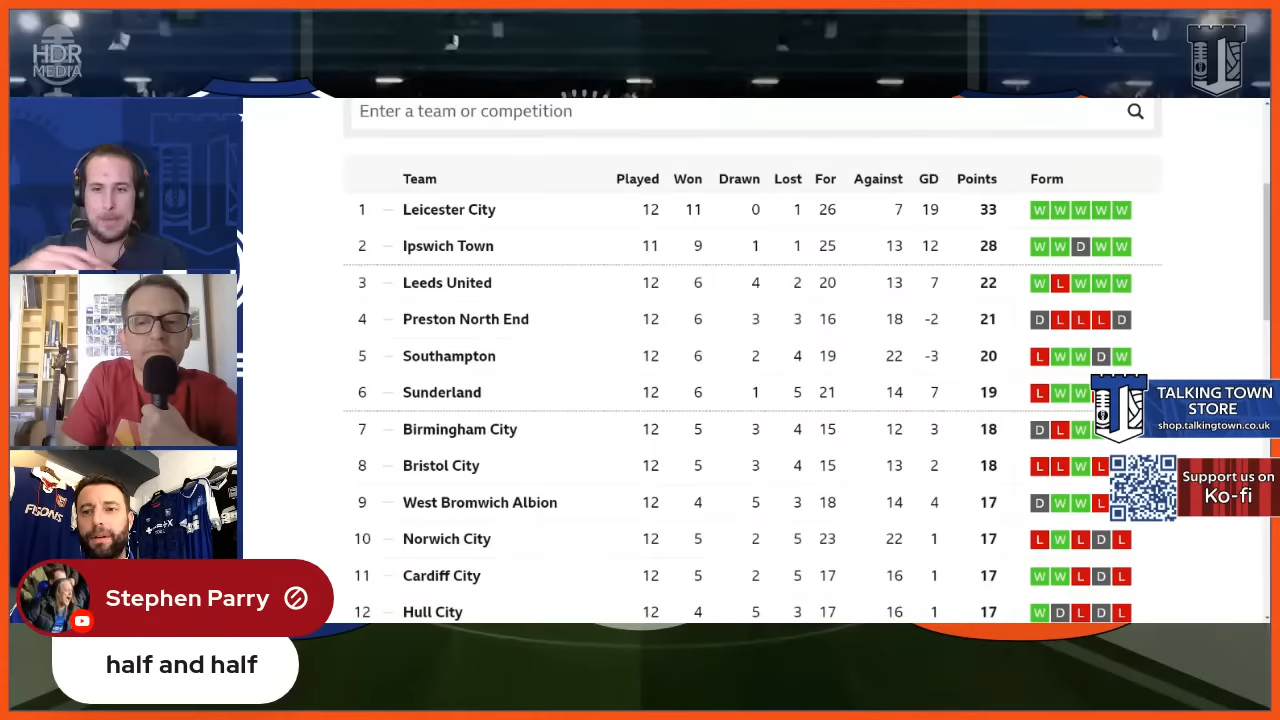 HDR
MEDIA
Enter a team or competition
Team Played Won Drawn Lost For Against GD Points Form
1 Leicester City 12 11 0 1 26 7 19 33 W W W W W
2 Ipswich Town 11 9 1 1 25 13 12 28 W W D W W
3 Leeds United 12 6 4 2 20 13 7 22 W L W W W
4 Preston North End 12 6 3 3 16 18 -2 21 D L L L D
5 Southampton 12 6 2 4 19 22 -3 20 L W W D W
6 Sunderland 12 6 1 5 21 14 7 19 L W W
7 Birmingham City 12 5 3 4 15 12 3 18 D L W
8 Bristol City 12 5 3 4 15 13 2 18 L L W L
9 West Bromwich Albion 12 4 5 3 18 14 4 17 D W W L
10 Norwich City 12 5 2 5 23 22 1 17 L W L D L
11 Cardiff City 12 5 2 5 17 16 1 17 W W L D L
12 Hull City 12 4 5 3 17 16 1 17 W D L D L
TALKING TOWN
STORE
shop.talkingtown.co.uk
Support us on
Ko-fi
FISONS
Stephen Parry
half and half